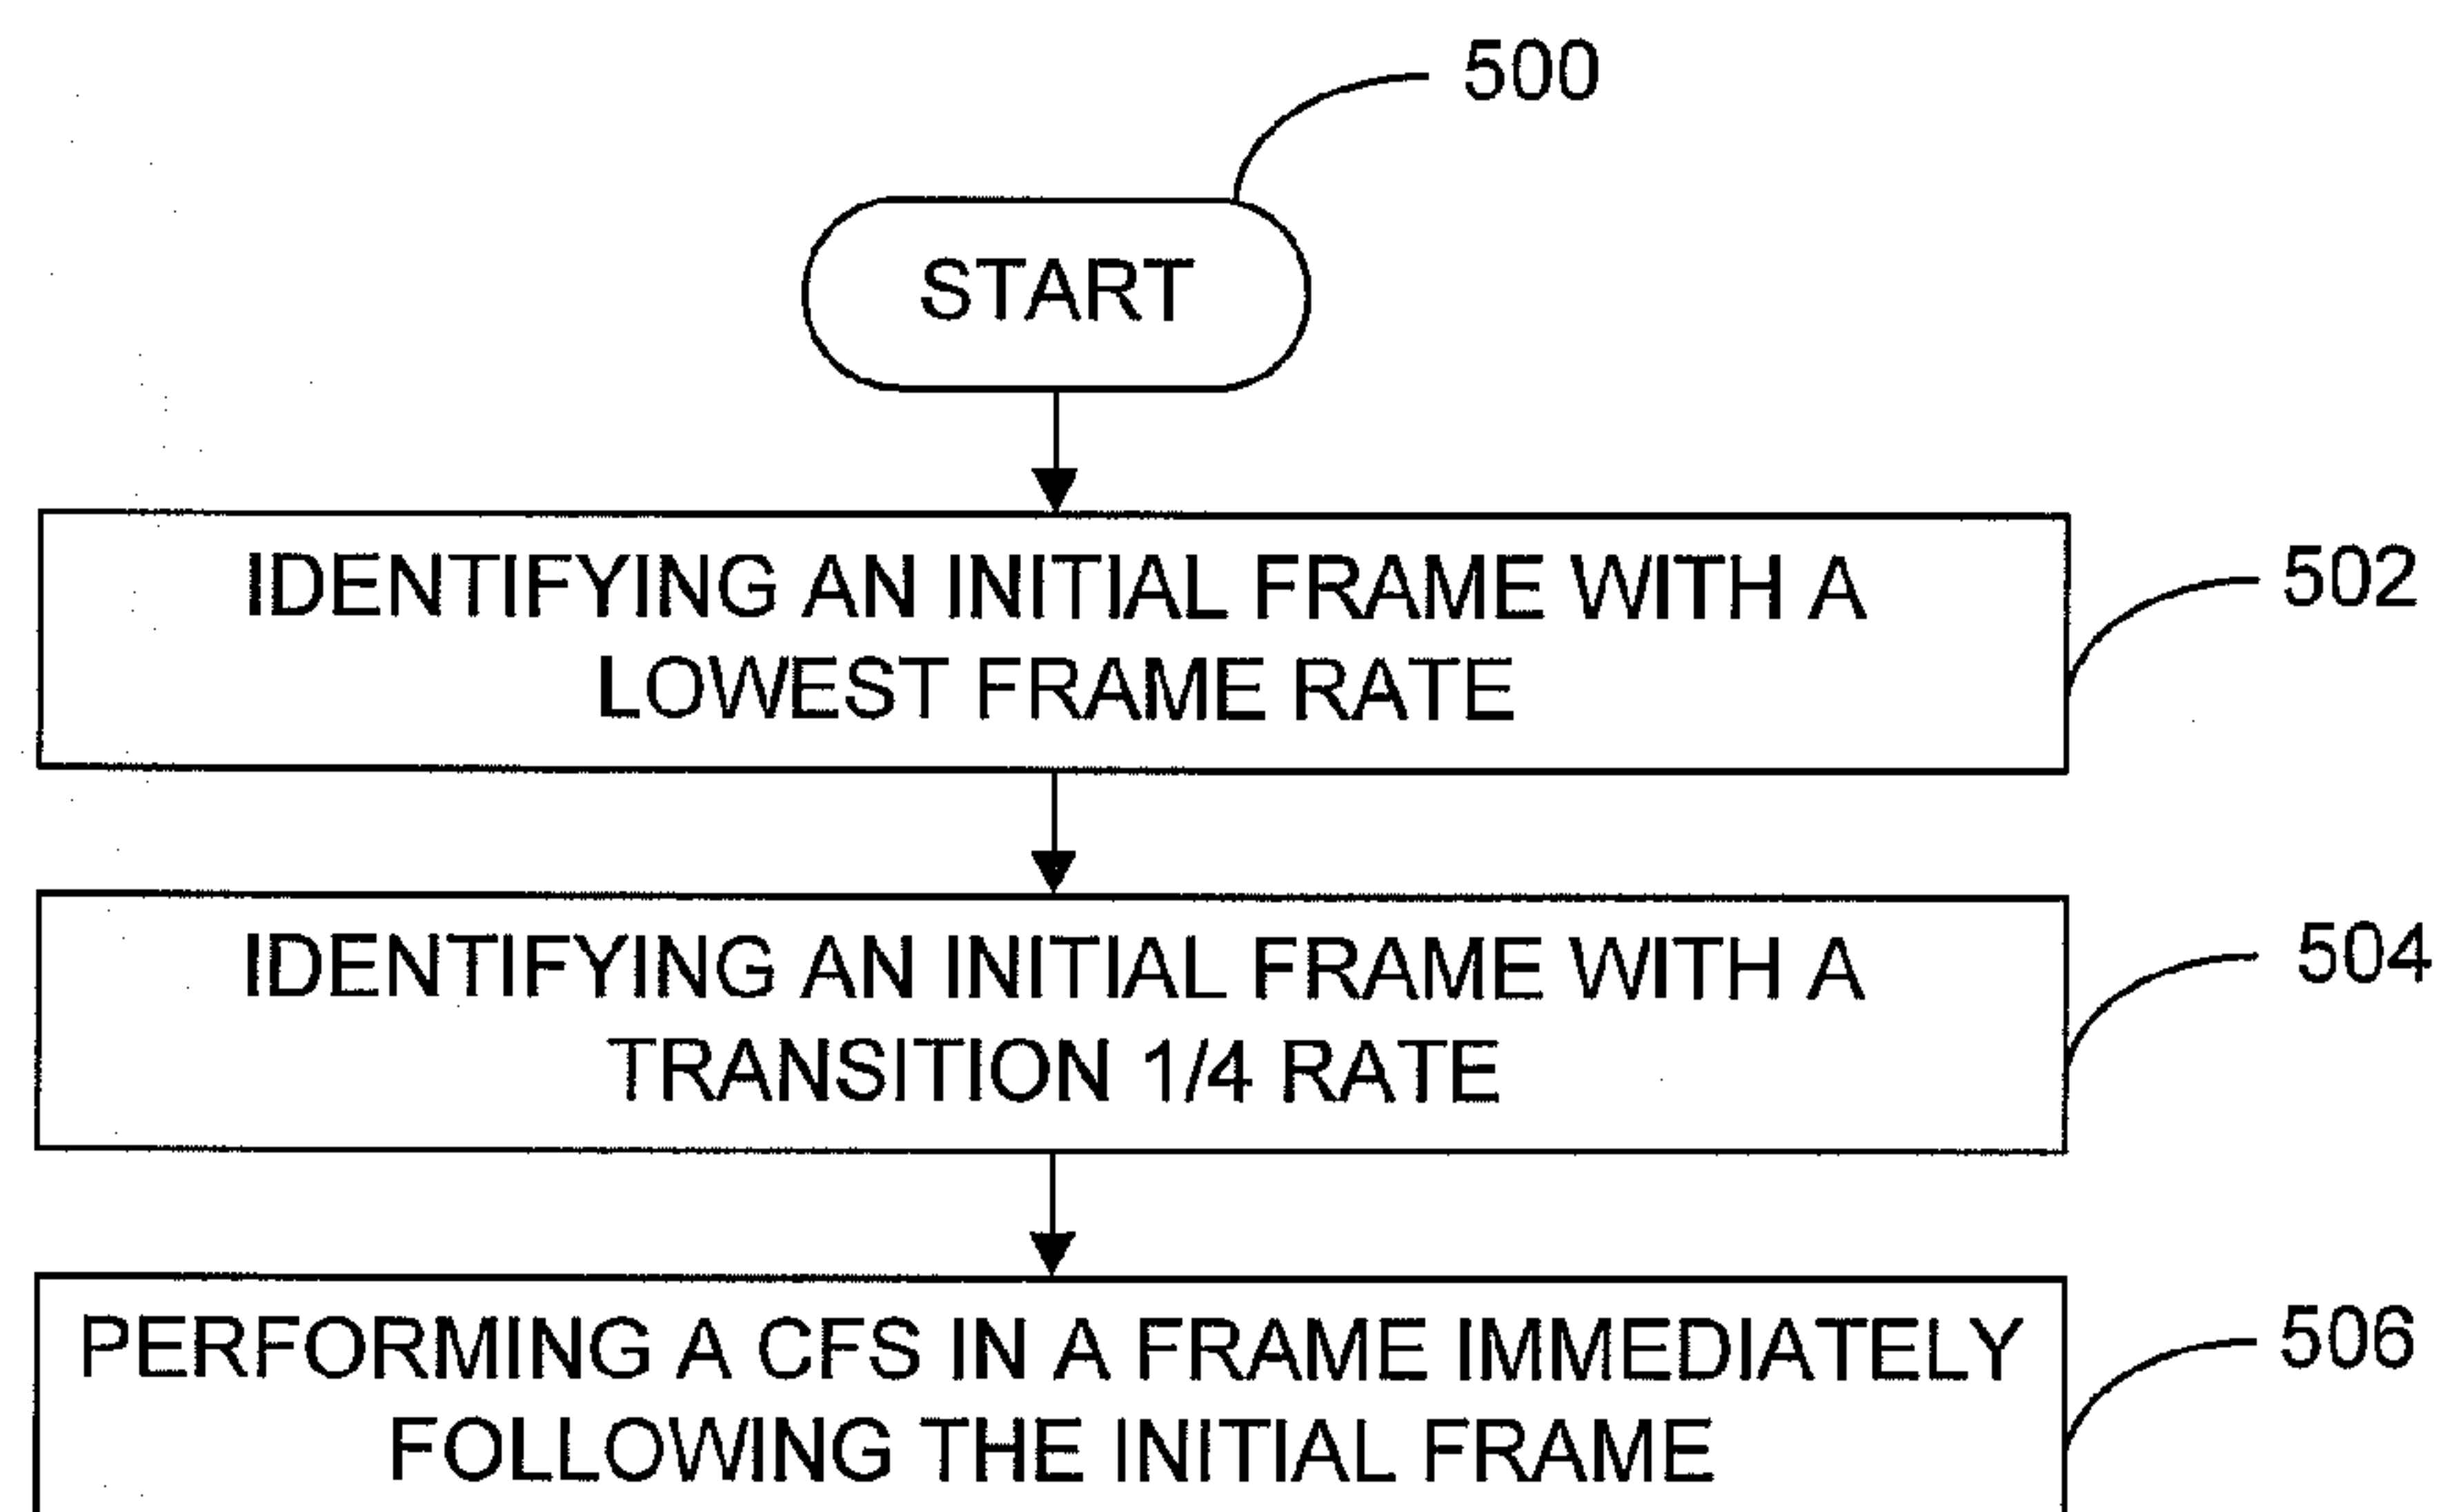 500
START
IDENTIFYING AN INITIAL FRAME WITH A
LOWEST FRAME RATE
502
IDENTIFYING AN INITIAL FRAME WITH A
TRANSITION 1/4 RATE
504
PERFORMING A CFS IN A FRAME IMMEDIATELY
FOLLOWING THE INITIAL FRAME
506